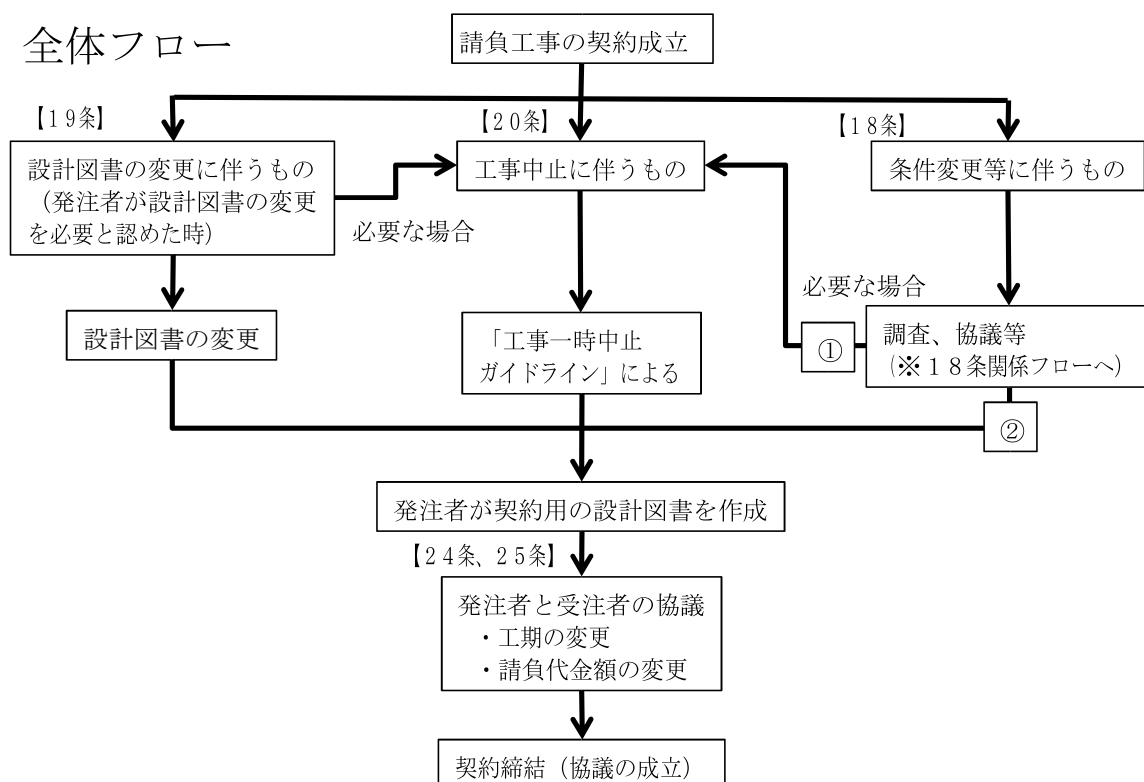 全体フロー
請負工事の契約成立
【19条】
【20条】
【18条】
設計図書の変更に伴うもの
（発注者が設計図書の変更
を必要と認めた時）
工事中止に伴うもの
条件変更等に伴うもの
必要な場合
必要な場合
設計図書の変更
「工事一時中止
ガイドライン」による
①
調査、協議等
(※１８条関係フローへ)
②
発注者が契約用の設計図書を作成
【24条、25条】
発注者と受注者の協議
・工期の変更
・請負代金額の変更
契約締結（協議の成立）